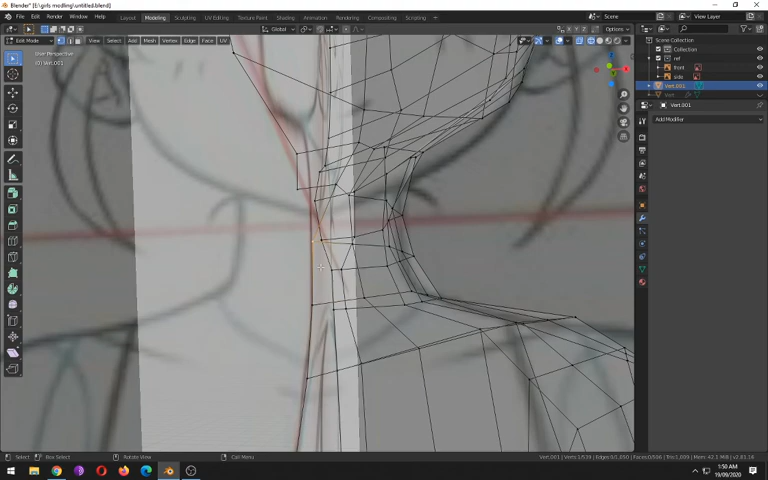 Blender* [E:\girls modlling\untitled.blend]
File Edit Render Window Help Layout Modeling Sculpting UV Editing Texture Paint Shading Animation Rendering Compositing Scripting Scene View Layer
Global Options
Edit Mode View Select Add Mesh Vertex Edge Face UV
User Perspective
(0) Vert.001
Scene Collection
Collection
ref
front
side
Vert.001
Vert
Vert.001
Add Modifier
Select Box Select Rotate View Call Menu
1:50 AM
19/09/2020